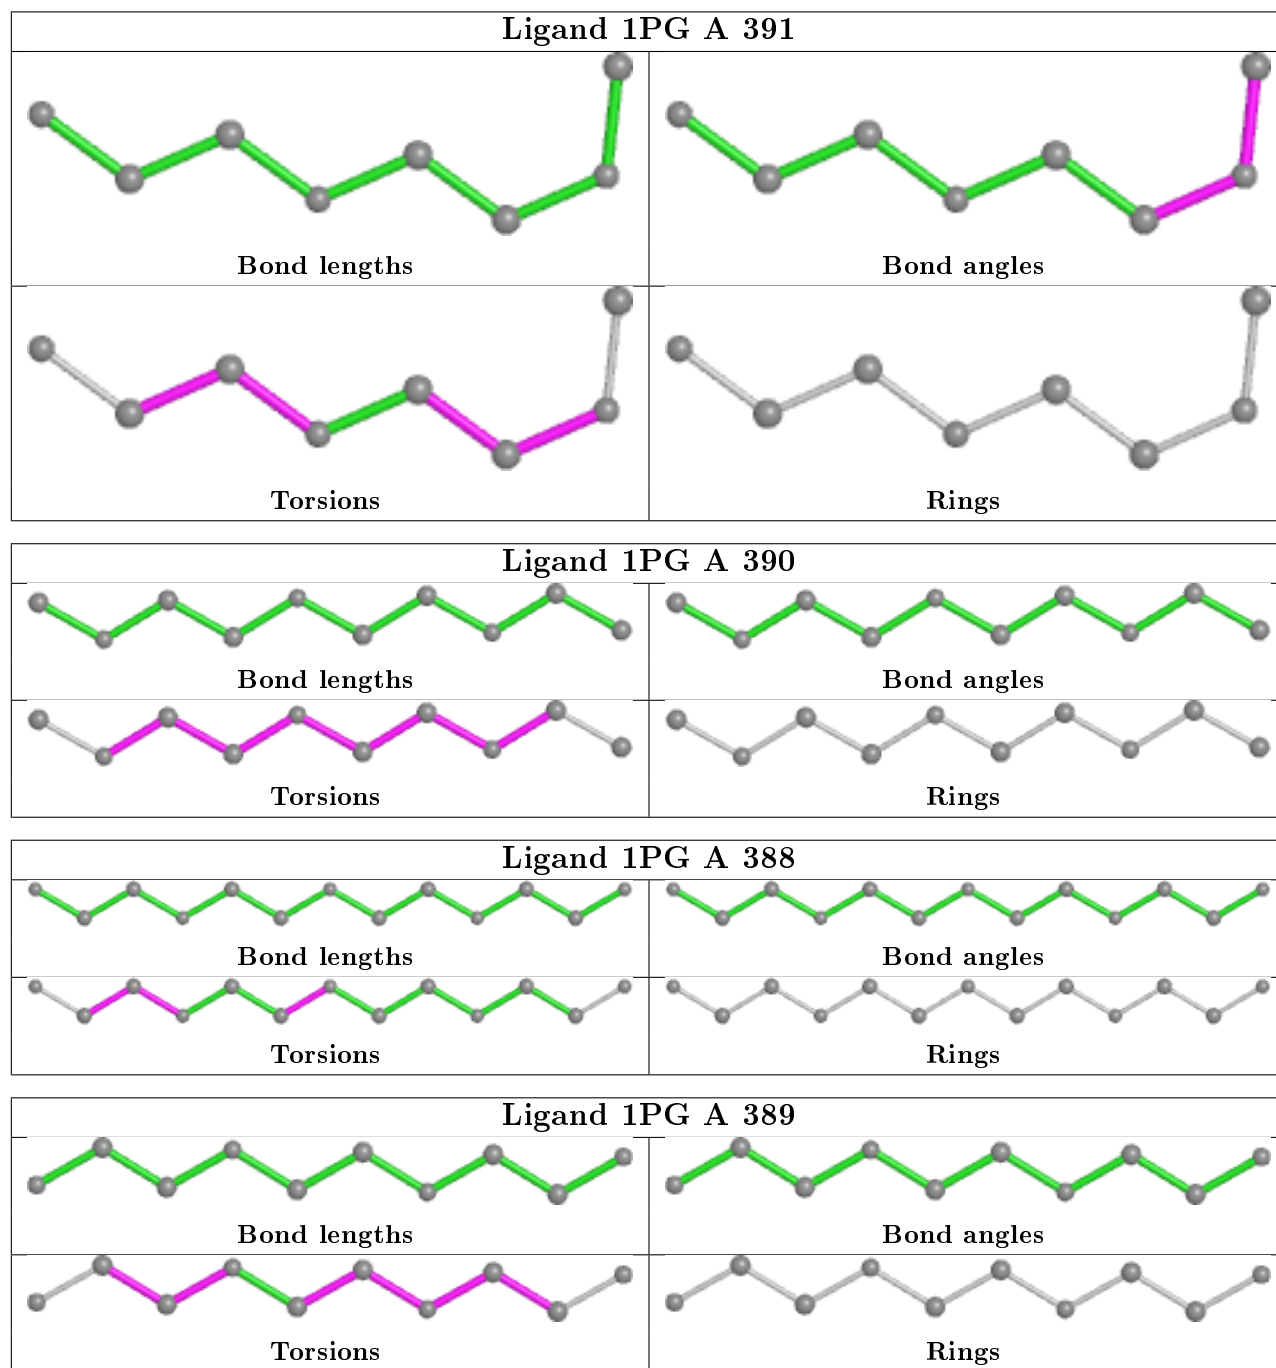 Ligand 1PG A 391
Bond lengths
Bond angles
Torsions
Rings
Ligand 1PG A 390
Bond lengths
Bond angles
Torsions
Rings
Ligand 1PG A 388
Bond lengths
Bond angles
Torsions
Rings
Ligand 1PG A 389
Bond lengths
Bond angles
Torsions
Rings